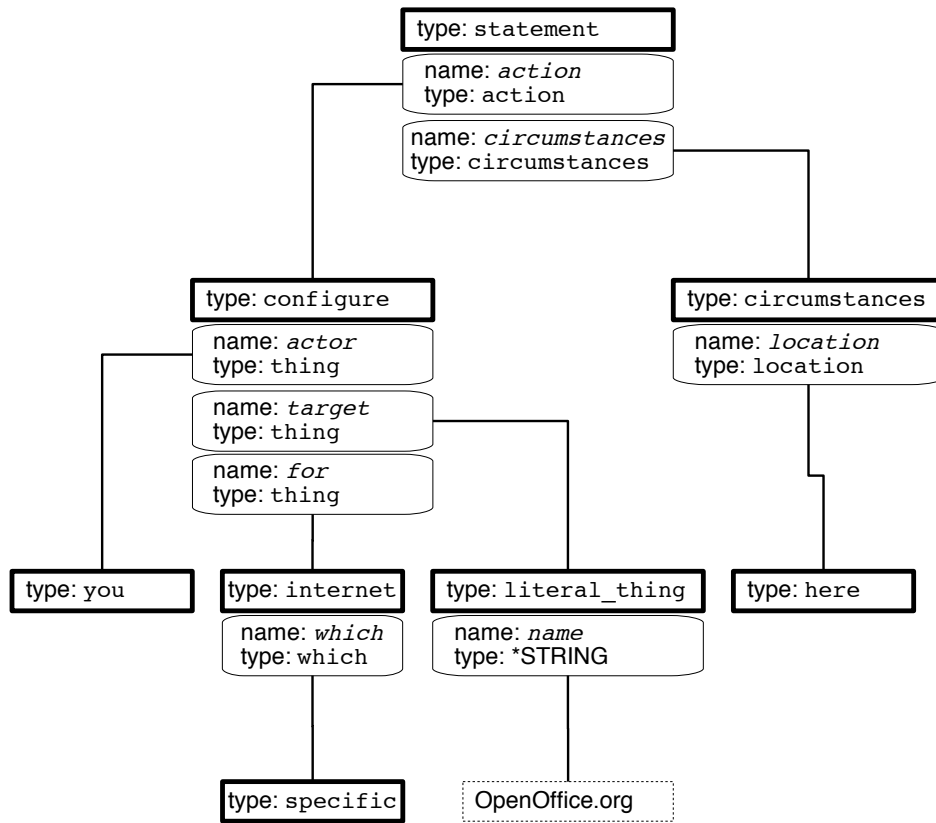 type: statement
name: action
type: action
name: circumstances
type: circumstances
type: configure
type: circumstances
name: actor
type: thing
name: location
type: location
name: target
type: thing
name: for
type: thing
type: you
type: internet
type: literal_thing
type: here
name: which
type: which
name: name
type: *STRING
type: specific
OpenOffice.org